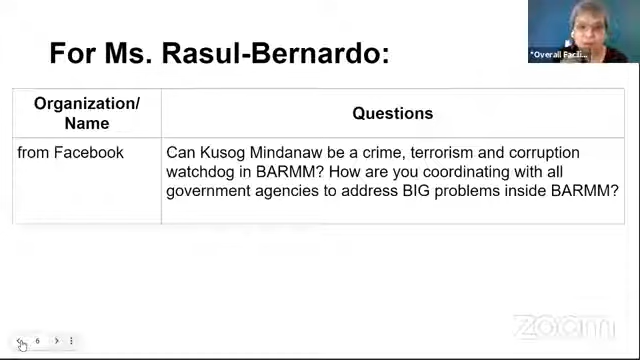 For Ms. Rasul-Bernardo:
*Overall Facili...
Organization/
Name
Questions
from Facebook
Can Kusog Mindanaw be a crime, terrorism and corruption
watchdog in BARMM? How are you coordinating with all
government agencies to address BIG problems inside BARMM?
6
zoom